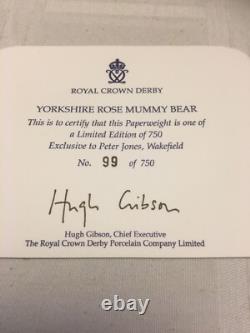 ROYAL CROWN DERBY
YORKSHIRE ROSE MUMMY BEAR
This is to certify that this Paperweight is one of
a Limited Edition of 750
Exclusive to Peter Jones, Wakefield
No. 99 of 750
Hugh Gibson
Hugh Gibson, Chief Executive
The Royal Crown Derby Porcelain Company Limited